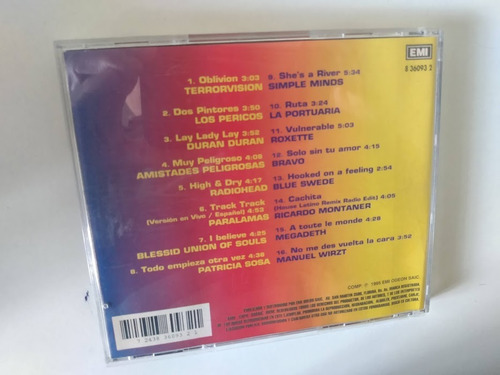 1. Oblivion 3:03
TERRORVISION
2. Dos Pintores 3:50
LOS PERICOS
3. Lay Lady Lay 3:52
DURAN DURAN
4. Muy Peligroso 4:05
AMISTADES PELIGROSAS
5. High & Dry 4:17
RADIOHEAD
6. Track Track
(Versión en Vivo / Español) 4:53
PARALAMAS
7. I believe 4:25
BLESSID UNION OF SOULS
8. Todo empieza otra vez 4:38
PATRICIA SOSA
9. She's a River 5:34
SIMPLE MINDS
10. Ruta 3:24
LA PORTUARIA
11. Vulnerable 5:03
ROXETTE
12. Solo sin tu amor 4:15
BRAVO
13. Hooked on a feeling 2:54
BLUE SWEDE
14. Cachita
(House Latino Remix Radio Edit) 4:05
RICARDO MONTANER
15. A toute le monde 4:28
MEGADETH
16. No me des vuelta la cara 3:52
MANUEL WIRZT
EMI
8 36093 2
COMP. ℗ 1995 EMI ODEON SAIC